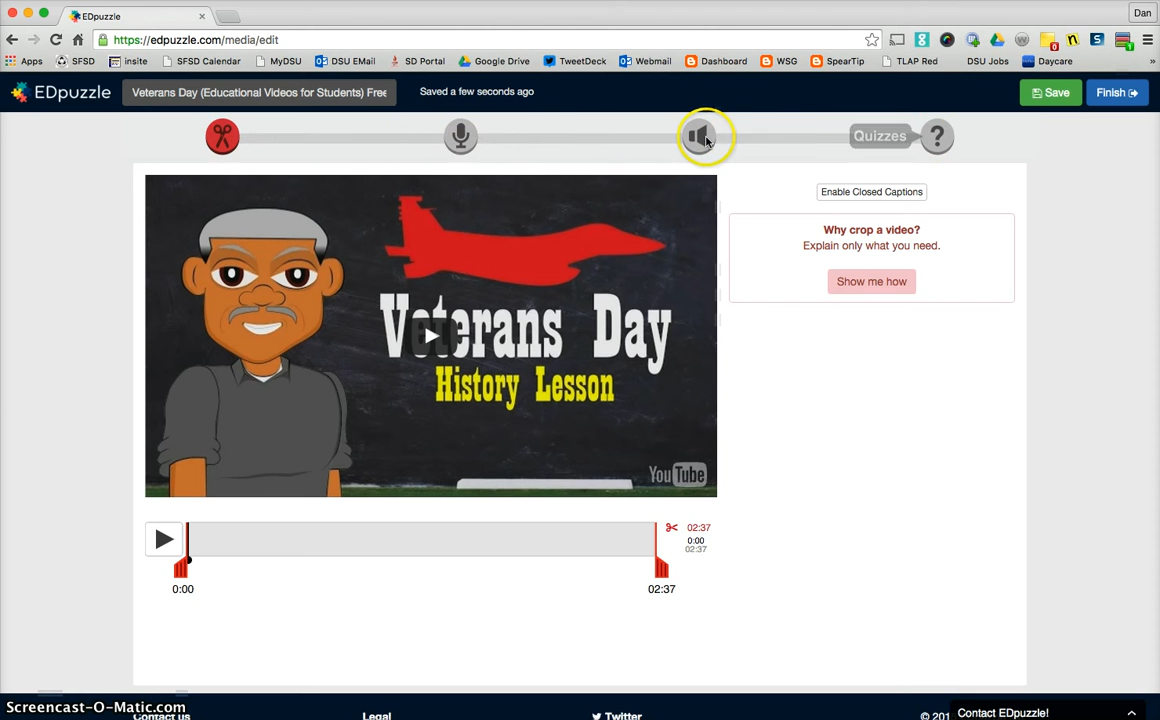 EDpuzzle
Dan
https://edpuzzle.com/media/edit
Apps SFSD insite SFSD Calendar MyDSU DSU EMail SD Portal Google Drive TweetDeck Webmail Dashboard WSG SpearTip TLAP Red DSU Jobs Daycare »
EDpuzzle
Veterans Day (Educational Videos for Students) Free
Saved a few seconds ago
Save
Finish
Quizzes ?
Enable Closed Captions
Why crop a video?
Explain only what you need.
Show me how
Veterans Day
History Lesson
YouTube
02:37
0:00
02:37
0:00
02:37
Screencast-O-Matic.com
Contact us
Legal
Twitter
© 201
Contact EDpuzzle!